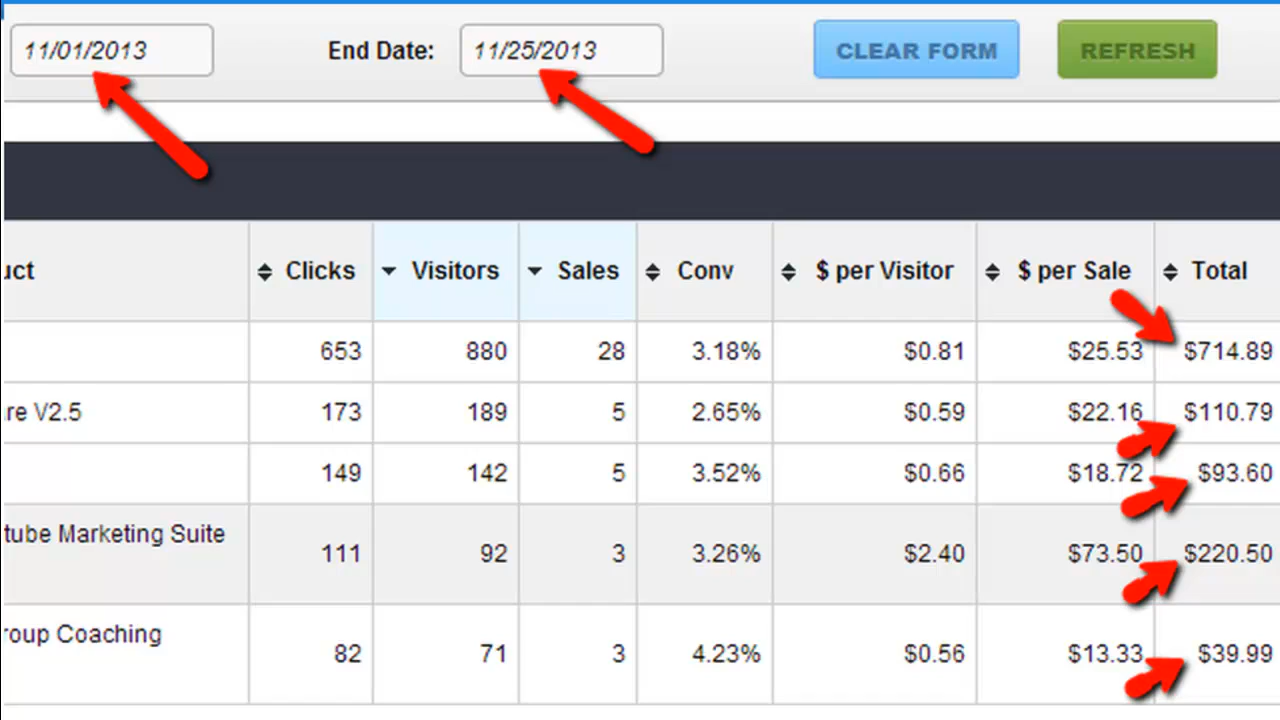 11/01/2013 End Date: 11/25/2013 CLEAR FORM REFRESH
uct Clicks Visitors Sales Conv $ per Visitor $ per Sale Total
653 880 28 3.18% $0.81 $25.53 $714.89
re V2.5 173 189 5 2.65% $0.59 $22.16 $110.79
149 142 5 3.52% $0.66 $18.72 $93.60
tube Marketing Suite 111 92 3 3.26% $2.40 $73.50 $220.50
roup Coaching 82 71 3 4.23% $0.56 $13.33 $39.99